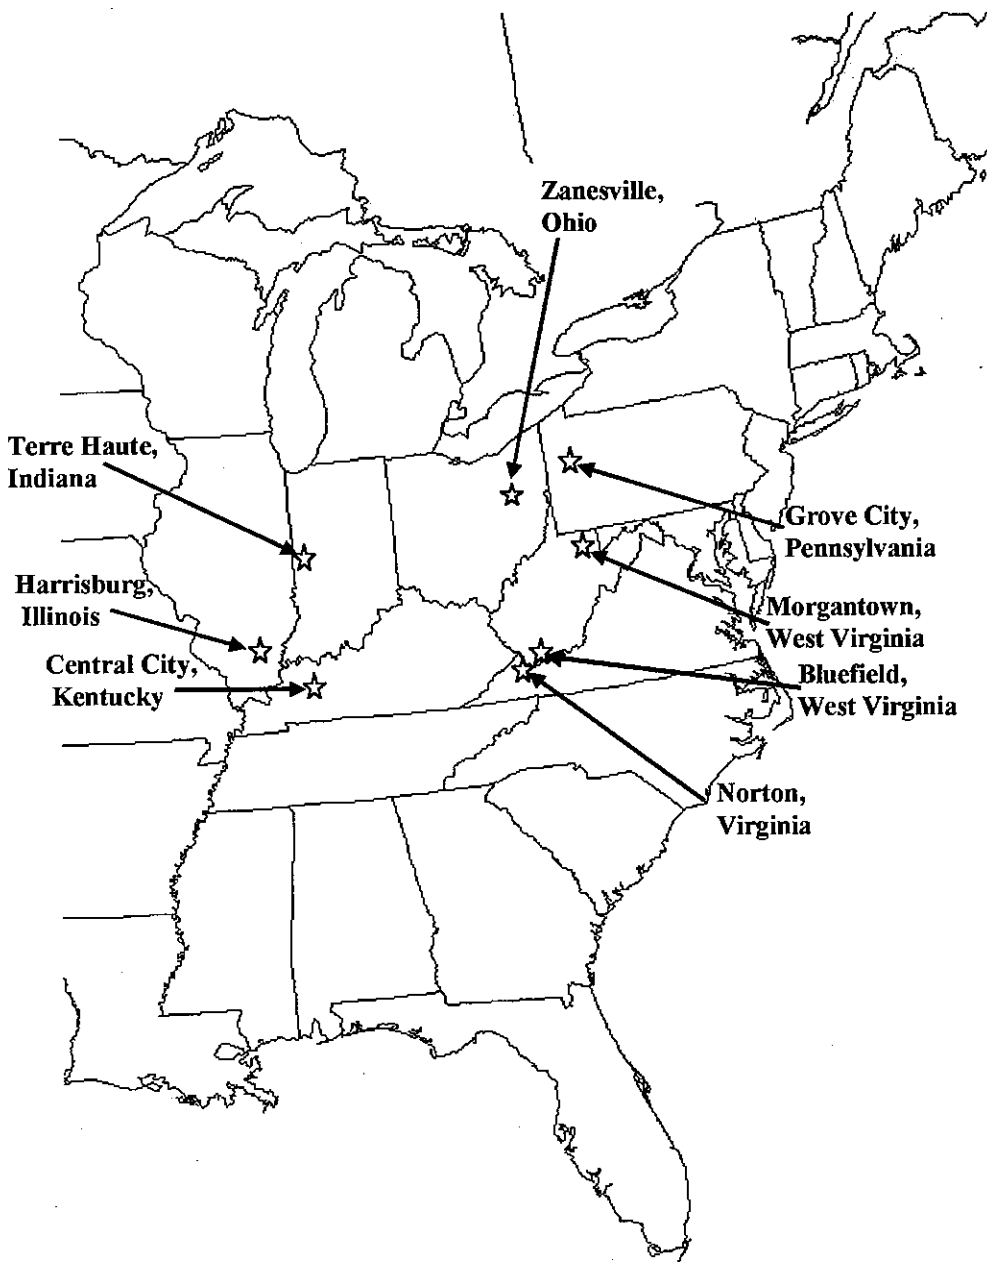 Zanesville,
Ohio
Terre Haute,
Indiana
Grove City,
Pennsylvania
Harrisburg,
Illinois
Morgantown,
West Virginia
Central City,
Kentucky
Bluefield,
West Virginia
Norton,
Virginia